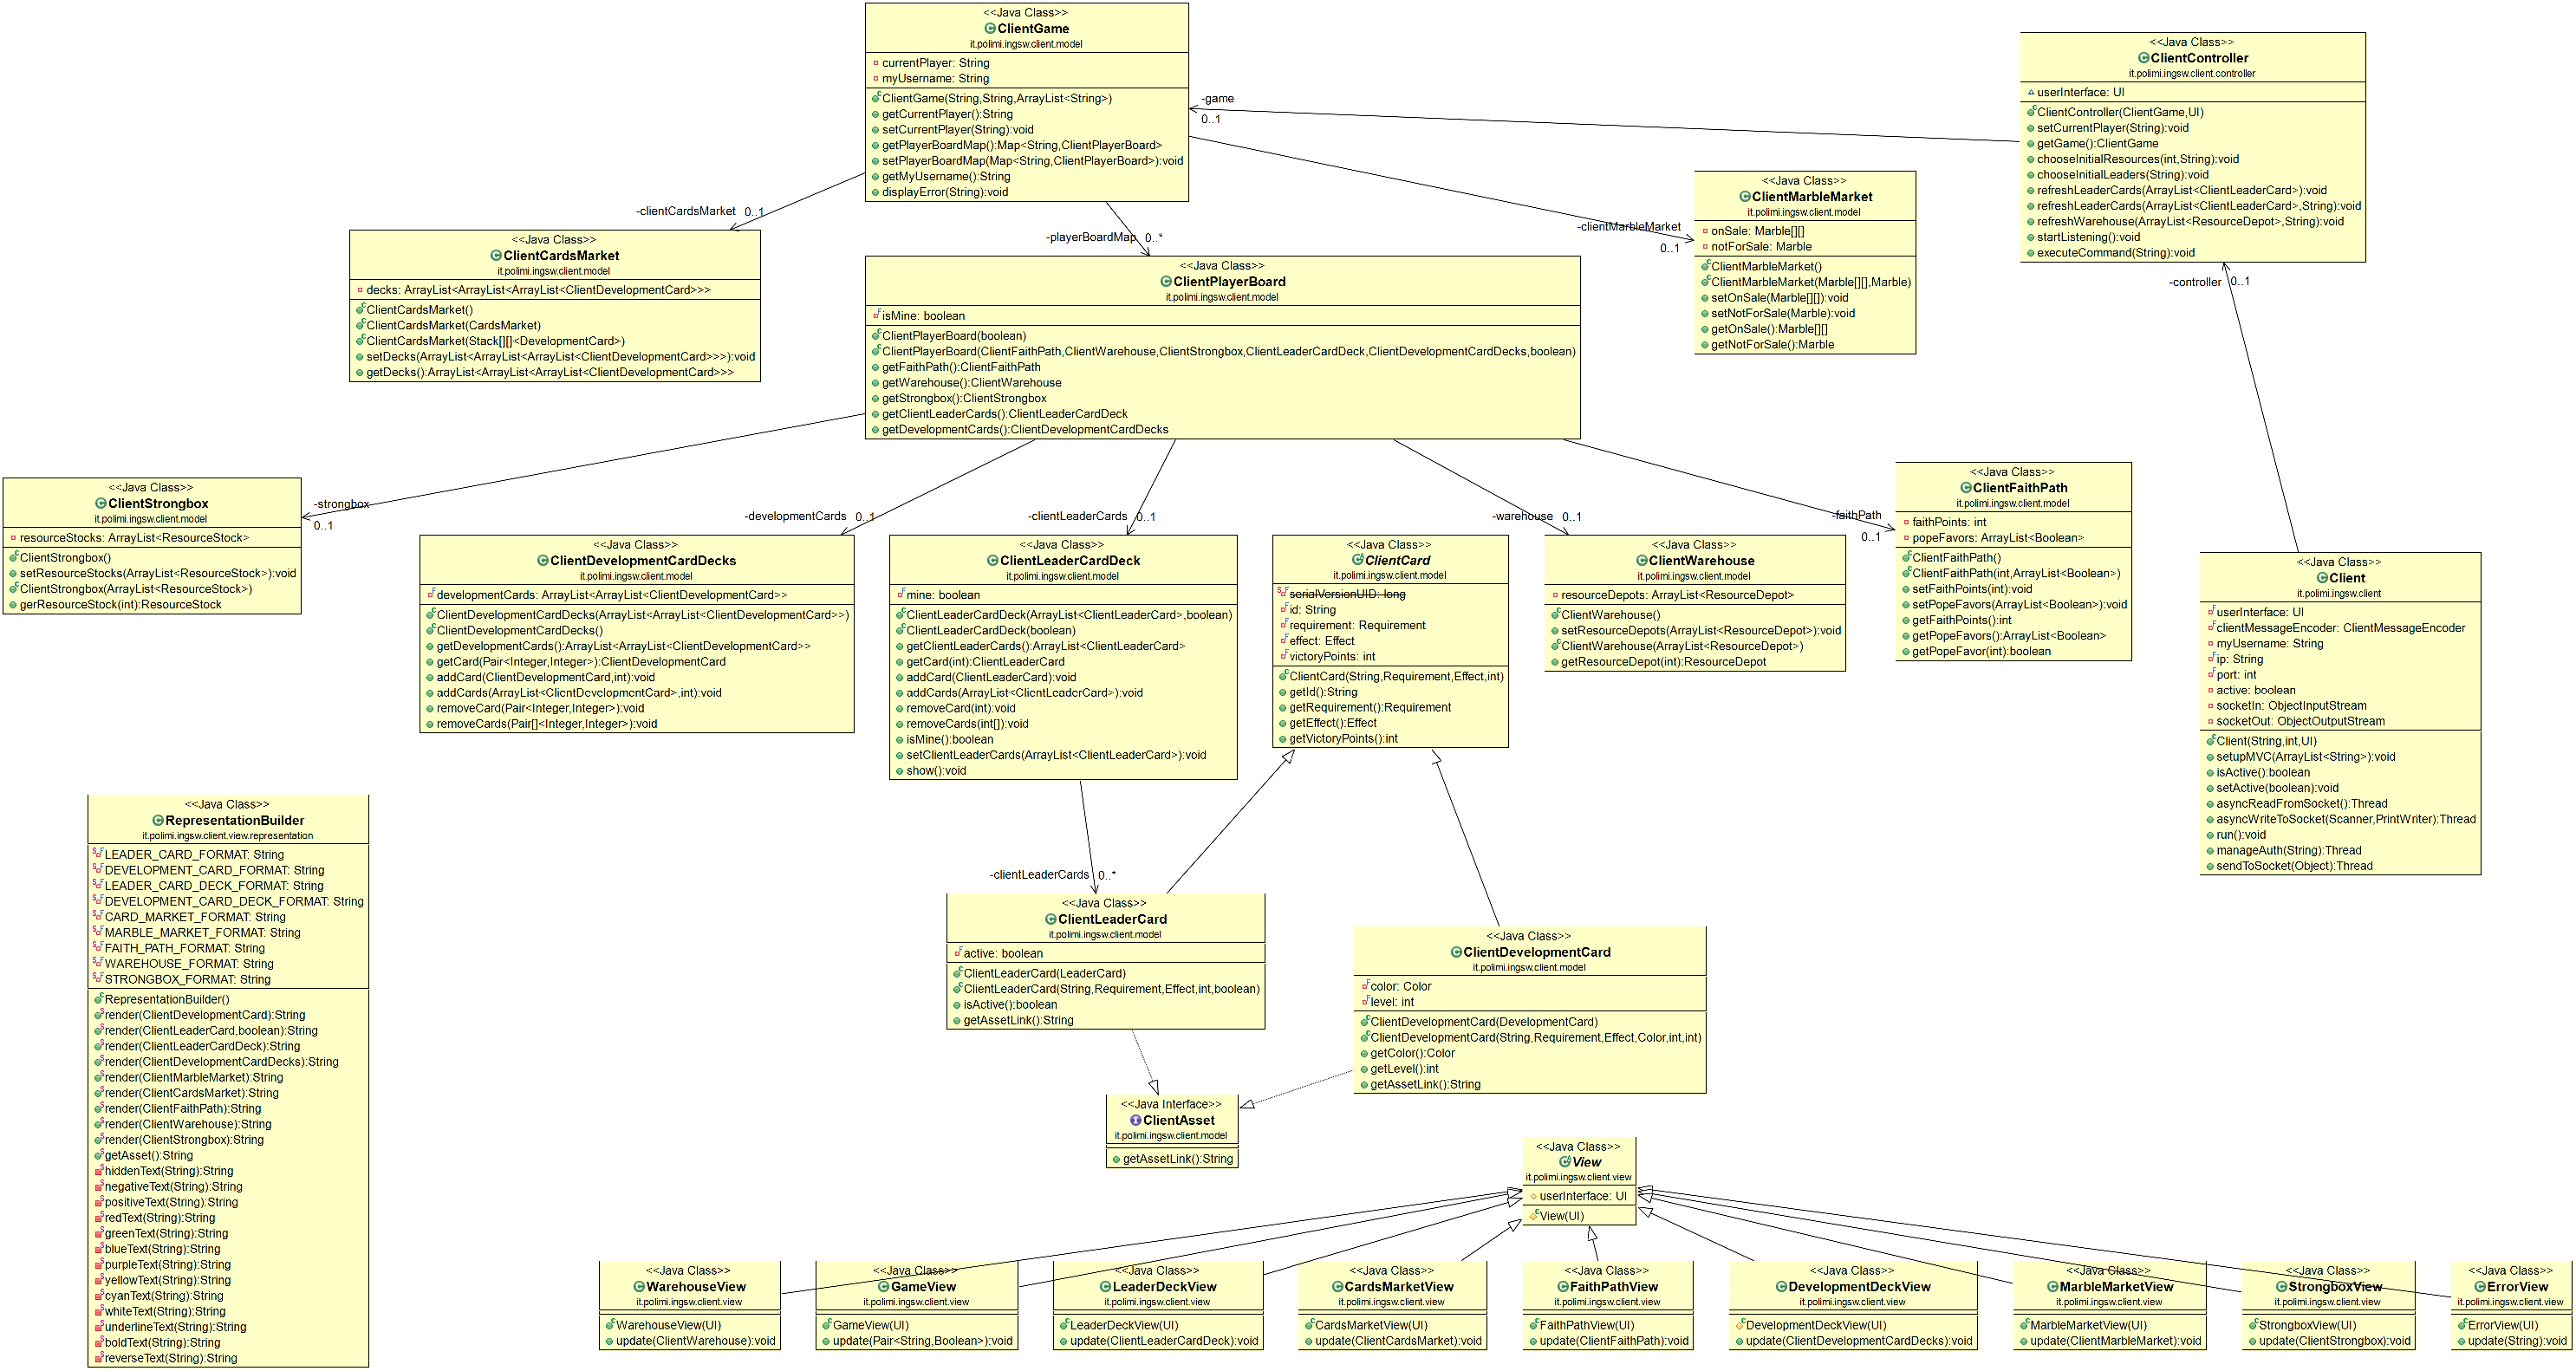 <<Java Class>>
ClientGame
it.polimi.ingsw.client.model
currentPlayer: String
myUsername: String
ClientGame(String,String,ArrayList<String>)
getCurrentPlayer():String
setCurrentPlayer(String):void
getPlayerBoardMap():Map<String,ClientPlayerBoard>
setPlayerBoardMap(Map<String,ClientPlayerBoard>):void
getMyUsername():String
displayError(String):void
<<Java Class>>
ClientController
it.polimi.ingsw.client.controller
userInterface: UI
ClientController(ClientGame,UI)
setCurrentPlayer(String):void
getGame():ClientGame
chooseInitialResources(int,String):void
chooseInitialLeaders(String):void
refreshLeaderCards(ArrayList<ClientLeaderCard>):void
refreshLeaderCards(ArrayList<ClientLeaderCard>,String):void
refreshWarehouse(ArrayList<ResourceDepot>,String):void
startListening():void
executeCommand(String):void
-game
0..1
-clientCardsMarket 0..1
-playerBoardMap 0..*
-clientMarbleMarket
0..1
-controller
0..1
<<Java Class>>
ClientMarbleMarket
it.polimi.ingsw.client.model
onSale: Marble[][]
notForSale: Marble
ClientMarbleMarket()
ClientMarbleMarket(Marble[][],Marble)
setOnSale(Marble[][]):void
setNotForSale(Marble):void
getOnSale():Marble[][]
getNotForSale():Marble
<<Java Class>>
ClientCardsMarket
it.polimi.ingsw.client.model
decks: ArrayList<ArrayList<ArrayList<ClientDevelopmentCard>>>
ClientCardsMarket()
ClientCardsMarket(CardsMarket)
ClientCardsMarket(Stack[][]<DevelopmentCard>)
setDecks(ArrayList<ArrayList<ArrayList<ClientDevelopmentCard>>>):void
getDecks():ArrayList<ArrayList<ArrayList<ClientDevelopmentCard>>>
<<Java Class>>
ClientPlayerBoard
it.polimi.ingsw.client.model
isMine: boolean
ClientPlayerBoard(boolean)
ClientPlayerBoard(ClientFaithPath,ClientWarehouse,ClientStrongbox,ClientLeaderCardDeck,ClientDevelopmentCardDecks,boolean)
getFaithPath():ClientFaithPath
getWarehouse():ClientWarehouse
getStrongbox():ClientStrongbox
getClientLeaderCards():ClientLeaderCardDeck
getDevelopmentCards():ClientDevelopmentCardDecks
-strongbox
0..1
-developmentCards 0..1
-clientLeaderCards 0..1
-warehouse 0..1
-faithPath
0..1
<<Java Class>>
ClientStrongbox
it.polimi.ingsw.client.model
resourceStocks: ArrayList<ResourceStock>
ClientStrongbox()
setResourceStocks(ArrayList<ResourceStock>):void
ClientStrongbox(ArrayList<ResourceStock>)
gerResourceStock(int):ResourceStock
<<Java Class>>
ClientDevelopmentCardDecks
it.polimi.ingsw.client.model
developmentCards: ArrayList<ArrayList<ClientDevelopmentCard>>
ClientDevelopmentCardDecks(ArrayList<ArrayList<ClientDevelopmentCard>>)
ClientDevelopmentCardDecks()
getDevelopmentCards():ArrayList<ArrayList<ClientDevelopmentCard>>
getCard(Pair<Integer,Integer>):ClientDevelopmentCard
addCard(ClientDevelopmentCard,int):void
addCards(ArrayList<ClientDevelopmentCard>,int):void
removeCard(Pair<Integer,Integer>):void
removeCards(Pair[]<Integer,Integer>):void
<<Java Class>>
ClientLeaderCardDeck
it.polimi.ingsw.client.model
mine: boolean
ClientLeaderCardDeck(ArrayList<ClientLeaderCard>,boolean)
ClientLeaderCardDeck(boolean)
getClientLeaderCards():ArrayList<ClientLeaderCard>
getCard(int):ClientLeaderCard
addCard(ClientLeaderCard):void
addCards(ArrayList<ClientLeaderCard>):void
removeCard(int):void
removeCards(int[]):void
isMine():boolean
setClientLeaderCards(ArrayList<ClientLeaderCard>):void
show():void
<<Java Class>>
ClientCard
it.polimi.ingsw.client.model
serialVersionUID: long
id: String
requirement: Requirement
effect: Effect
victoryPoints: int
ClientCard(String,Requirement,Effect,int)
getId():String
getRequirement():Requirement
getEffect():Effect
getVictoryPoints():int
<<Java Class>>
ClientWarehouse
it.polimi.ingsw.client.model
resourceDepots: ArrayList<ResourceDepot>
ClientWarehouse()
setResourceDepots(ArrayList<ResourceDepot>):void
ClientWarehouse(ArrayList<ResourceDepot>)
getResourceDepot(int):ResourceDepot
<<Java Class>>
ClientFaithPath
it.polimi.ingsw.client.model
faithPoints: int
popeFavors: ArrayList<Boolean>
ClientFaithPath()
ClientFaithPath(int,ArrayList<Boolean>)
setFaithPoints(int):void
setPopeFavors(ArrayList<Boolean>):void
getFaithPoints():int
getPopeFavors():ArrayList<Boolean>
getPopeFavor(int):boolean
<<Java Class>>
Client
it.polimi.ingsw.client
userInterface: UI
clientMessageEncoder: ClientMessageEncoder
myUsername: String
ip: String
port: int
active: boolean
socketIn: ObjectInputStream
socketOut: ObjectOutputStream
Client(String,int,UI)
setupMVC(ArrayList<String>):void
isActive():boolean
setActive(boolean):void
asyncReadFromSocket():Thread
asyncWriteToSocket(Scanner,PrintWriter):Thread
run():void
manageAuth(String):Thread
sendToSocket(Object):Thread
<<Java Class>>
RepresentationBuilder
it.polimi.ingsw.client.view.representation
LEADER_CARD_FORMAT: String
DEVELOPMENT_CARD_FORMAT: String
LEADER_CARD_DECK_FORMAT: String
DEVELOPMENT_CARD_DECK_FORMAT: String
CARD_MARKET_FORMAT: String
MARBLE_MARKET_FORMAT: String
FAITH_PATH_FORMAT: String
WAREHOUSE_FORMAT: String
STRONGBOX_FORMAT: String
RepresentationBuilder()
render(ClientDevelopmentCard):String
render(ClientLeaderCard,boolean):String
render(ClientLeaderCardDeck):String
render(ClientDevelopmentCardDecks):String
render(ClientMarbleMarket):String
render(ClientCardsMarket):String
render(ClientFaithPath):String
render(ClientWarehouse):String
render(ClientStrongbox):String
getAsset():String
hiddenText(String):String
negativeText(String):String
positiveText(String):String
redText(String):String
greenText(String):String
blueText(String):String
purpleText(String):String
yellowText(String):String
cyanText(String):String
whiteText(String):String
underlineText(String):String
boldText(String):String
reverseText(String):String
-clientLeaderCards 0..*
<<Java Class>>
ClientLeaderCard
it.polimi.ingsw.client.model
active: boolean
ClientLeaderCard(LeaderCard)
ClientLeaderCard(String,Requirement,Effect,int,boolean)
isActive():boolean
getAssetLink():String
<<Java Class>>
ClientDevelopmentCard
it.polimi.ingsw.client.model
color: Color
level: int
ClientDevelopmentCard(DevelopmentCard)
ClientDevelopmentCard(String,Requirement,Effect,Color,int,int)
getColor():Color
getLevel():int
getAssetLink():String
<<Java Interface>>
ClientAsset
it.polimi.ingsw.client.model
getAssetLink():String
<<Java Class>>
View
it.polimi.ingsw.client.view
userInterface: UI
View(UI)
<<Java Class>>
WarehouseView
it.polimi.ingsw.client.view
WarehouseView(UI)
update(ClientWarehouse):void
<<Java Class>>
GameView
it.polimi.ingsw.client.view
GameView(UI)
update(Pair<String,Boolean>):void
<<Java Class>>
LeaderDeckView
it.polimi.ingsw.client.view
LeaderDeckView(UI)
update(ClientLeaderCardDeck):void
<<Java Class>>
CardsMarketView
it.polimi.ingsw.client.view
CardsMarketView(UI)
update(ClientCardsMarket):void
<<Java Class>>
FaithPathView
it.polimi.ingsw.client.view
FaithPathView(UI)
update(ClientFaithPath):void
<<Java Class>>
DevelopmentDeckView
it.polimi.ingsw.client.view
DevelopmentDeckView(UI)
update(ClientDevelopmentCardDecks):void
<<Java Class>>
MarbleMarketView
it.polimi.ingsw.client.view
MarbleMarketView(UI)
update(ClientMarbleMarket):void
<<Java Class>>
StrongboxView
it.polimi.ingsw.client.view
StrongboxView(UI)
update(ClientStrongbox):void
<<Java Class>>
ErrorView
it.polimi.ingsw.client.view
ErrorView(UI)
update(String):void